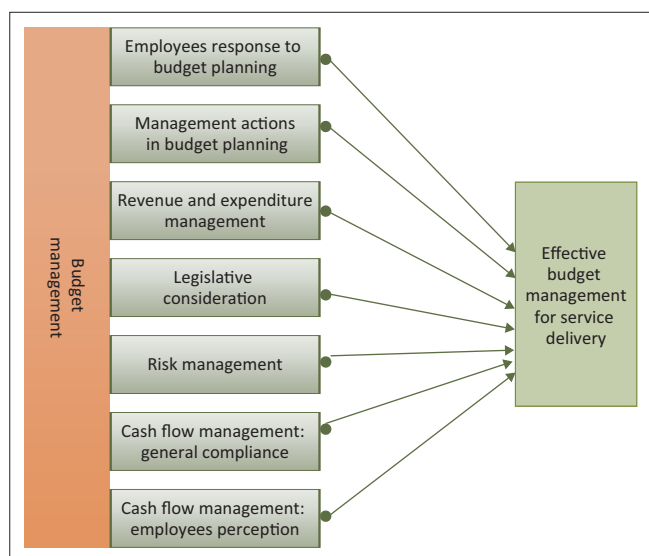 Budget
management
Employees response to
budget planning
Management actions
in budget planning
Revenue and expenditure
management
Legislative
consideration
Risk management
Cash flow management:
general compliance
Cash flow management:
employees perception
Effective
budget
management
for service
delivery